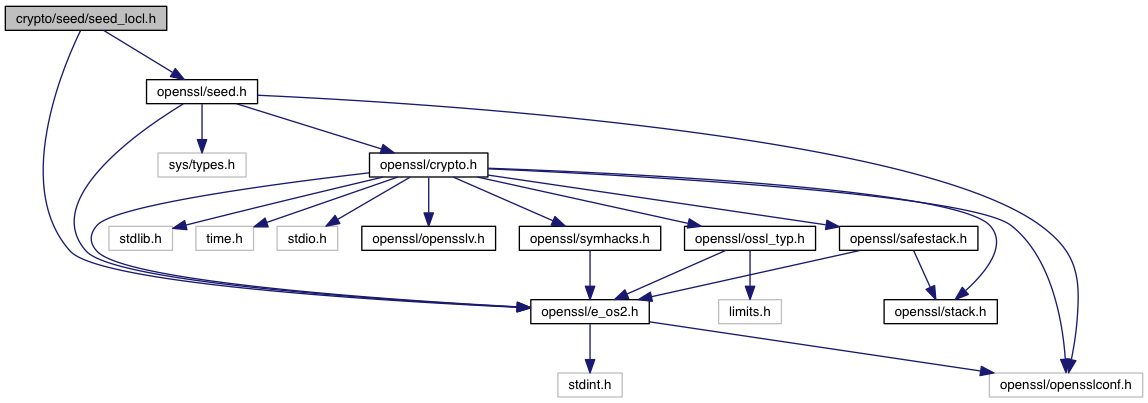 crypto/seed/seed_locl.h
openssl/seed.h
sys/types.h
openssl/crypto.h
stdlib.h
time.h
stdio.h
openssl/opensslv.h
openssl/symhacks.h
openssl/ossl_typ.h
openssl/safestack.h
openssl/e_os2.h
limits.h
openssl/stack.h
stdint.h
openssl/opensslconf.h